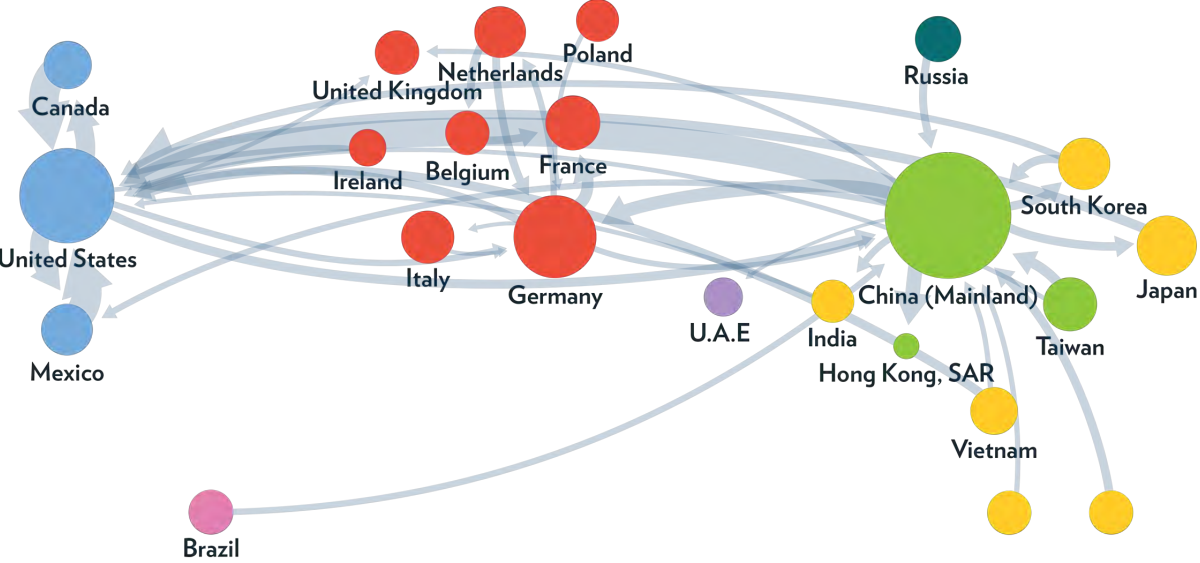 Poland
Netherlands
Russia
United Kingdom
Canada
France
Belgium
Ireland
South Korea
United States
Italy
Germany
China (Mainland)
Japan
U.A.E
India
Taiwan
Mexico
Hong Kong, SAR
Vietnam
Brazil